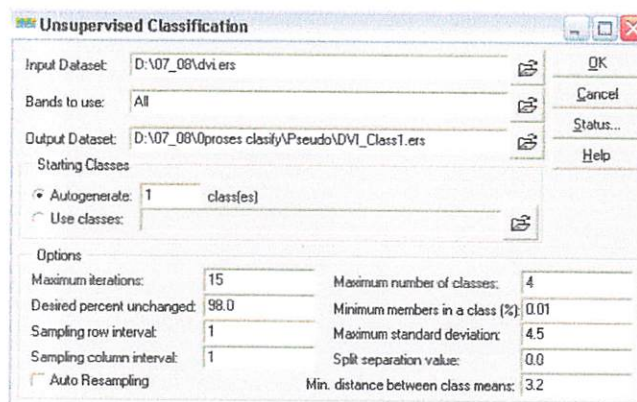 Unsupervised Classification
Input Dataset: D:\07_08\dvi.ers OK
Bands to use: All Cancel
Output Dataset: D:\07_08\0proses clasify\Pseudo\DVI_Class1.ers Status...
Starting Classes Help
Autogenerate: 1 class(es)
Use classes:
Options
Maximum iterations: 15 Maximum number of classes: 4
Desired percent unchanged: 98.0 Minimum members in a class (%): 0.01
Sampling row interval: 1 Maximum standard deviation: 4.5
Sampling column interval: 1 Split separation value: 0.0
Auto Resampling Min. distance between class means: 3.2